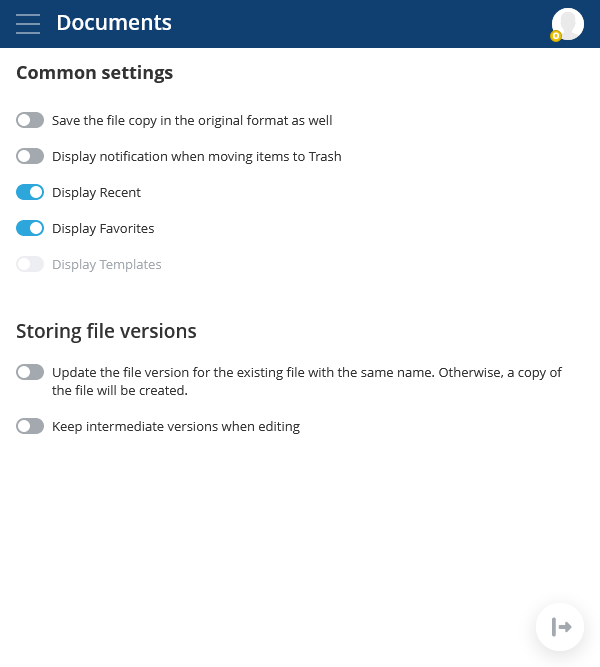 Documents
Common settings
Save the file copy in the original format as well
Display notification when moving items to Trash
Display Recent
Display Favorites
Display Templates
Storing file versions
Update the file version for the existing file with the same name. Otherwise, a copy of
the file will be created.
Keep intermediate versions when editing